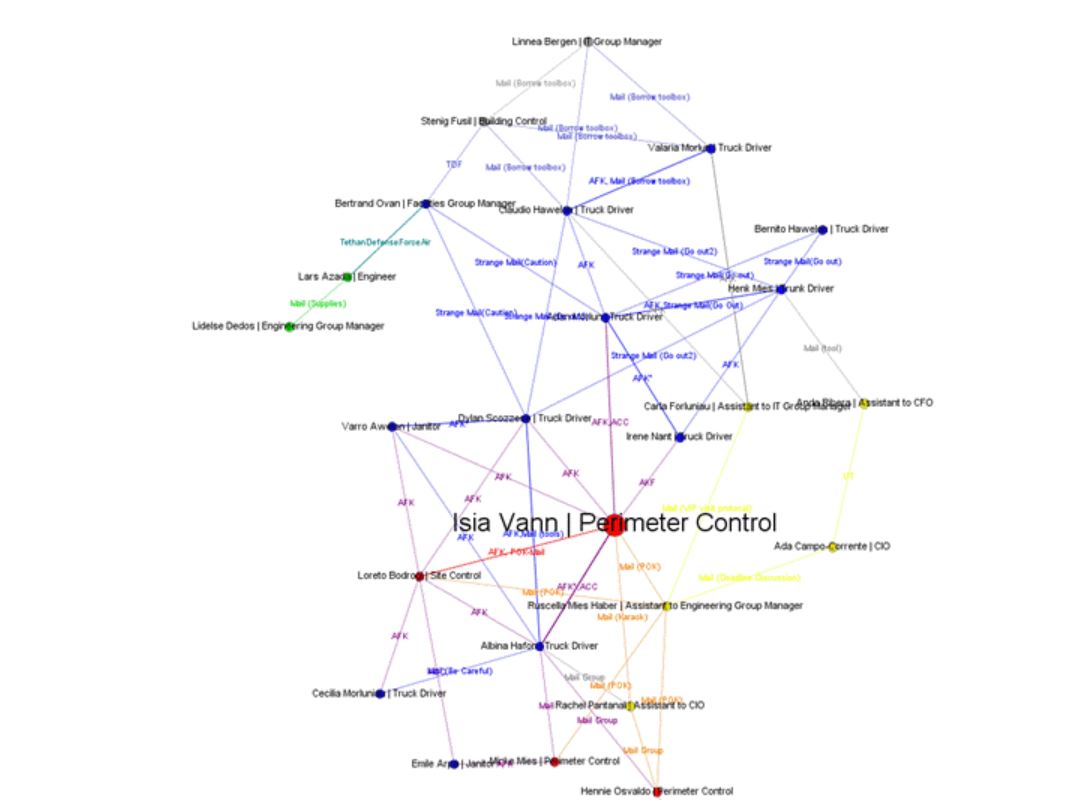 Linnea Bergen | IT Group Manager
Mail (Borrow toolbox)
Mail (Borrow toolbox)
Stenig Fusil | Building Control
Mail (Borrow toolbox)
Mail (Borrow toolbox)
Valaria Morlun | Truck Driver
TDF
Mail (Borrow toolbox)
AFK, Mail (Borrow toolbox)
Bertrand Ovan | Facilities Group Manager
Claudio Hawelon | Truck Driver
Bernito Hawelon | Truck Driver
TethanDefenseForceAir
Strange Mail(Caution)
AFK
Strange Mail (Go out2)
Strange Mail(Go out)
Strange Mail(Go out)
Lars Azada | Engineer
Henk Mies | Trunk Driver
Mail (Supplies)
AFK, Strange Mail(Go Out)
Strange Mail(Caution)
Truck Driver
Lidelse Dedos | Engineering Group Manager
Strange Mail (Go out2)
Mail (tool)
AFK
AFK*
Carla Forluniau | Assistant to IT Group Manager
Ribera | Assistant to CFO
Varro Awelon | Janitor
AFK
Dylan Scozzese | Truck Driver
AFK,ACC
Irene Nant | Truck Driver
AFK
AFK
AFK
AFK
AKF
Mail (VIP visit protocol)
Isia Vann | Perimeter Control
AFK
AFK,Mail (tools)
AFK, POK-Mail
Ada Campo-Corrente | CIO
Loreto Bodrogi | Site Control
Mail (POK)
Mail (Deadline Discussion)
Mail (POK)
AFK*,ACC
Ruscella Mies Haber | Assistant to Engineering Group Manager
AFK
Mail (Karaok)
AFK
Albina Hafon | Truck Driver
Mail(Be Careful)
Mail Group
Mail (POK)
Cecilia Morluniau | Truck Driver
Mail (POK)
Mail
Rachel Pantanal | Assistant to CIO
Mail Group
Mail Group
Emile Arpa | Janitor
AFK
Minke Mies | Perimeter Control
Hennie Osvaldo | Perimeter Control